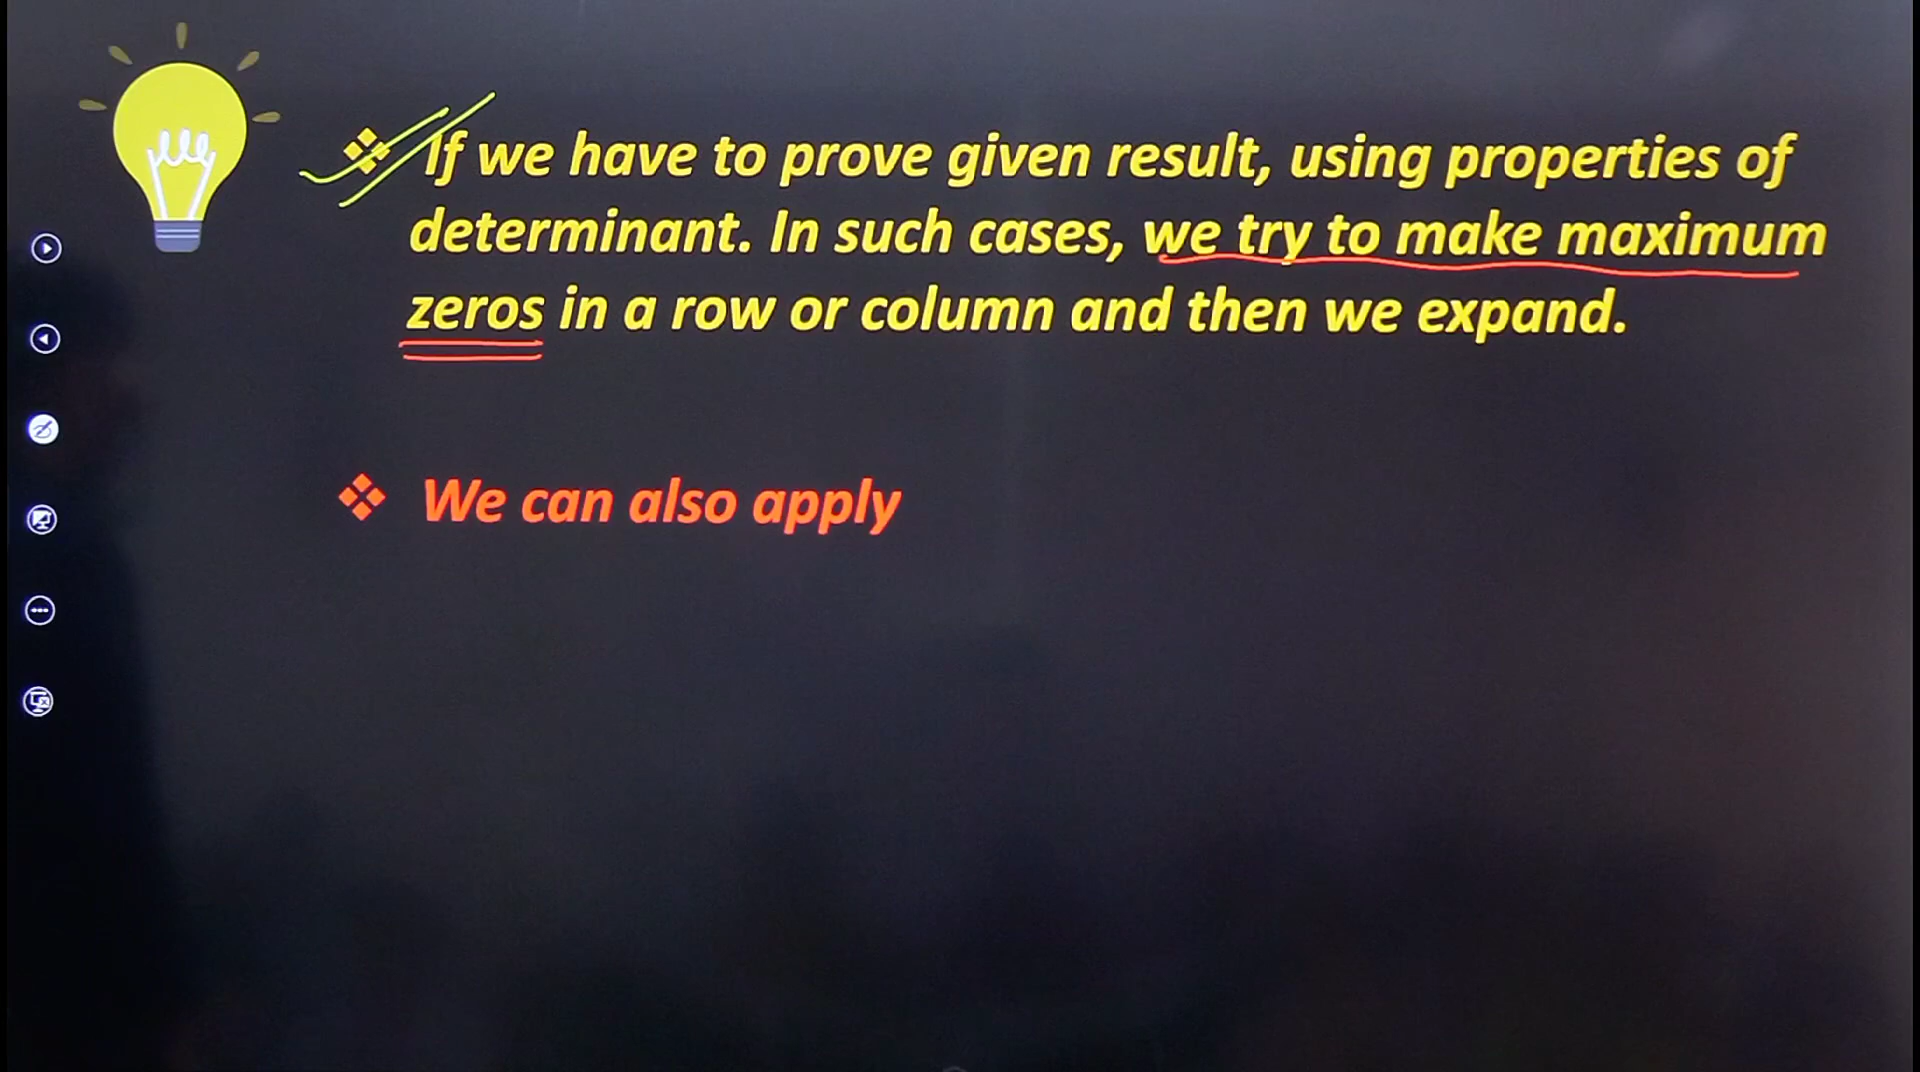 ❖ If we have to prove given result, using properties of
determinant. In such cases, we try to make maximum
zeros in a row or column and then we expand.
❖ We can also apply